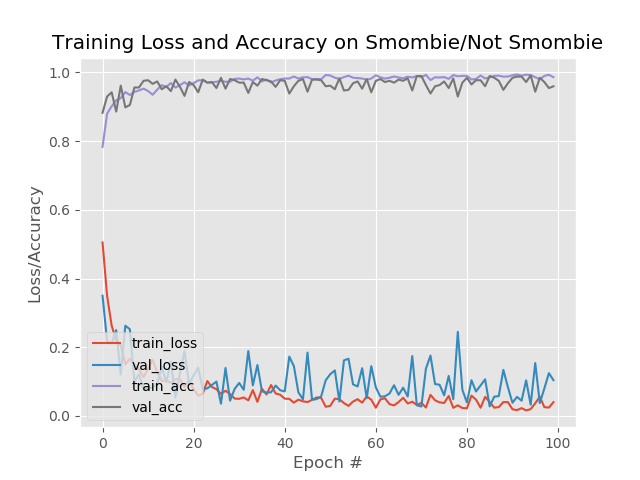 Training Loss and Accuracy on Smombie/Not Smombie
1.0
0.8
0.6
0.4
0.2
0.0
Loss/Accuracy
train_loss
val_loss
train_acc
val_acc
0 20 40 60 80 100
Epoch #